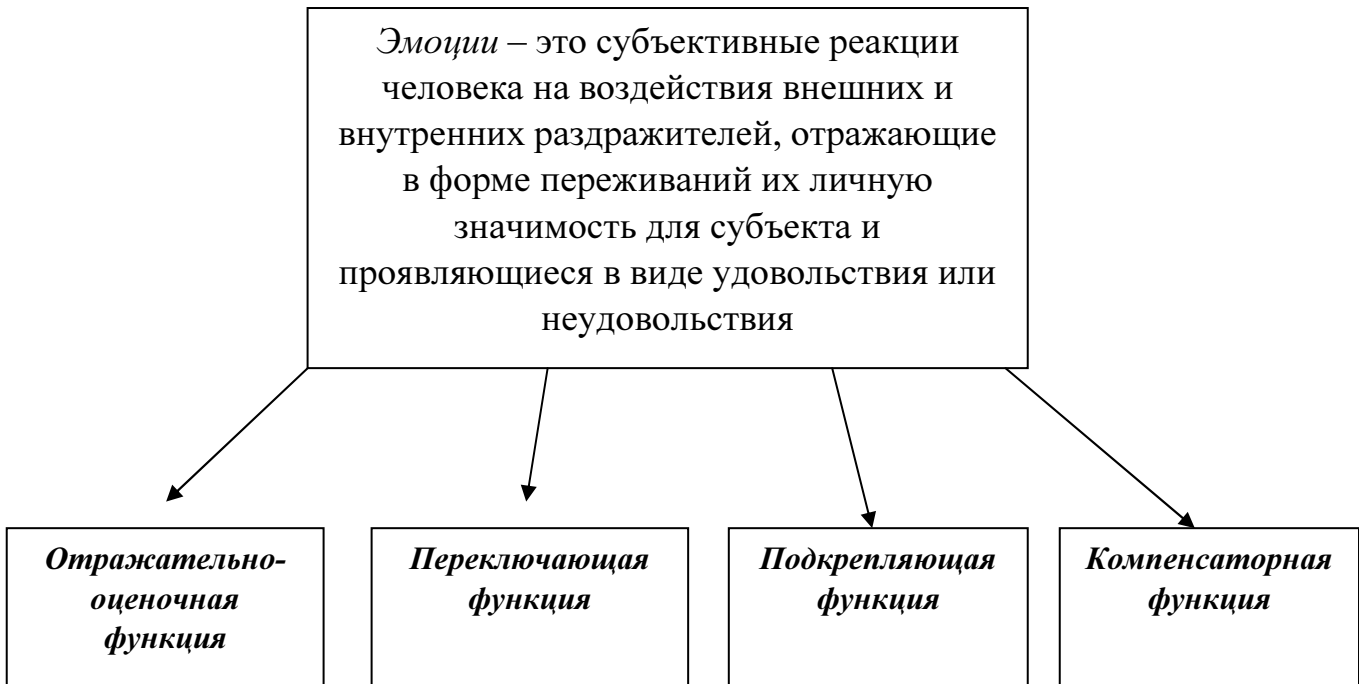 Эмоции – это субъективные реакции
человека на воздействия внешних и
внутренних раздражителей, отражающие
в форме переживаний их личную
значимость для субъекта и
проявляющиеся в виде удовольствия или
неудовольствия
Отражательно-
оценочная
функция
Переключающая
функция
Подкрепляющая
функция
Компенсаторная
функция